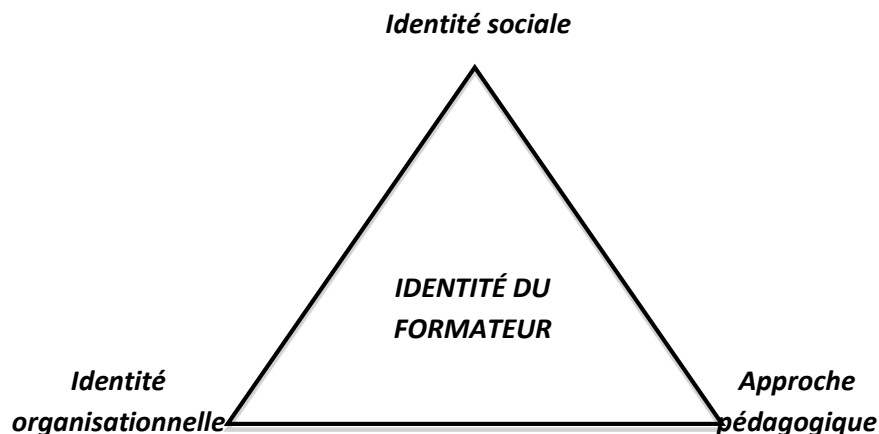 Identité sociale
IDENTITÉ DU
FORMATEUR
Identité
organisationnelle
Approche
pédagogique